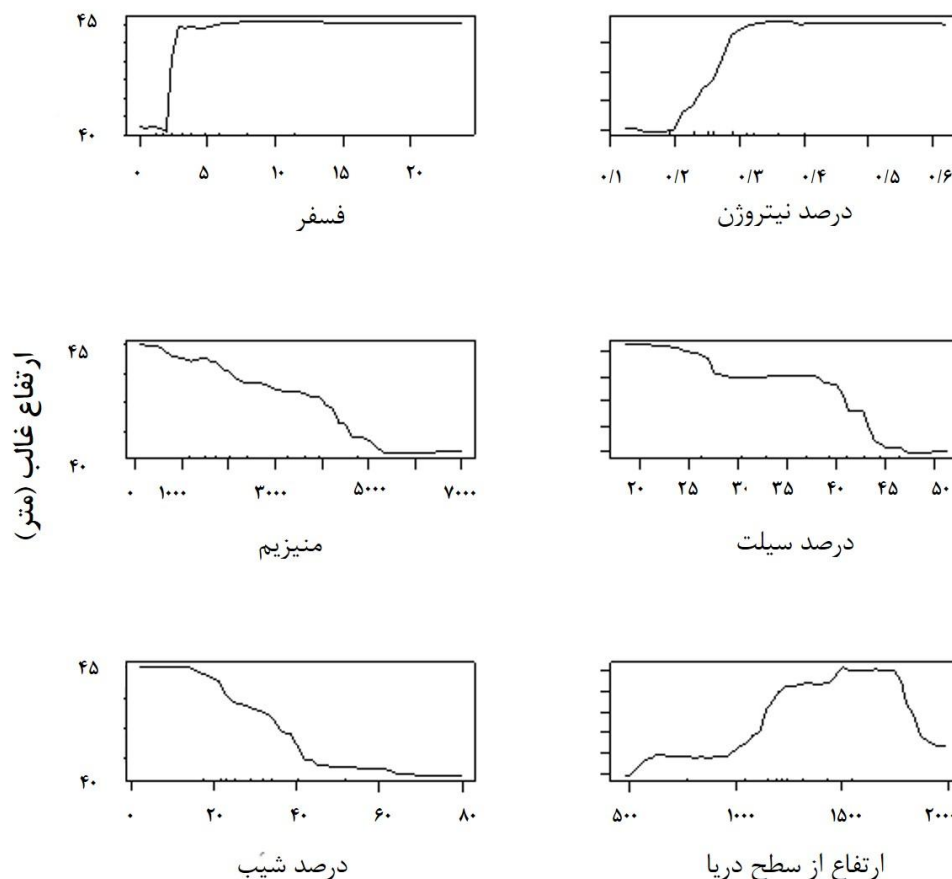 ارتفاع غالب (متر)
۴۵
۴۰
۰ ۵ ۱۰ ۱۵ ۲۰
فسفر
۰/۱ ۰/۲ ۰/۳ ۰/۴ ۰/۵ ۰/۶
درصد نیتروژن
۴۵
۴۰
۰ ۱۰۰۰ ۳۰۰۰ ۵۰۰۰ ۷۰۰۰
منیزیم
۲۰ ۲۵ ۳۰ ۳۵ ۴۰ ۴۵ ۵۰
درصد سیلت
۴۵
۴۰
۰ ۲۰ ۴۰ ۶۰ ۸۰
درصد شیب
۵۰۰ ۱۰۰۰ ۱۵۰۰ ۲۰۰۰
ارتفاع از سطح دریا